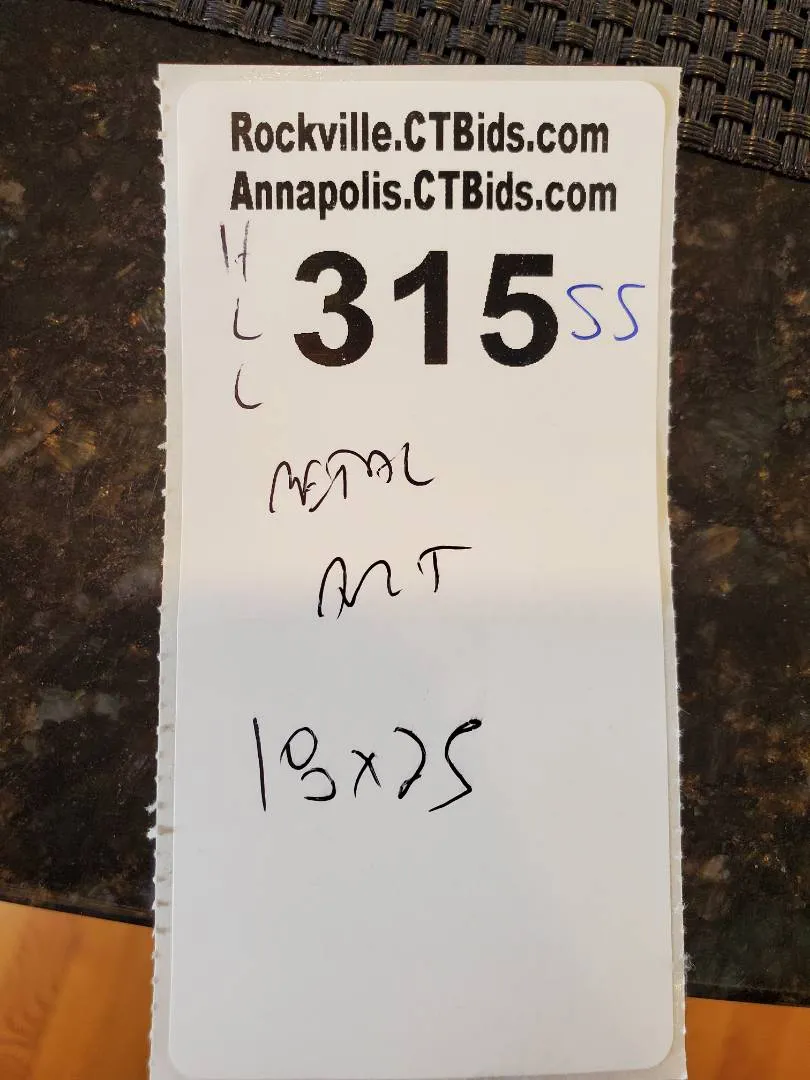 Rockville.CTBids.com
Annapolis.CTBids.com
H
L
C
315 SS
METAL
ART
18x25